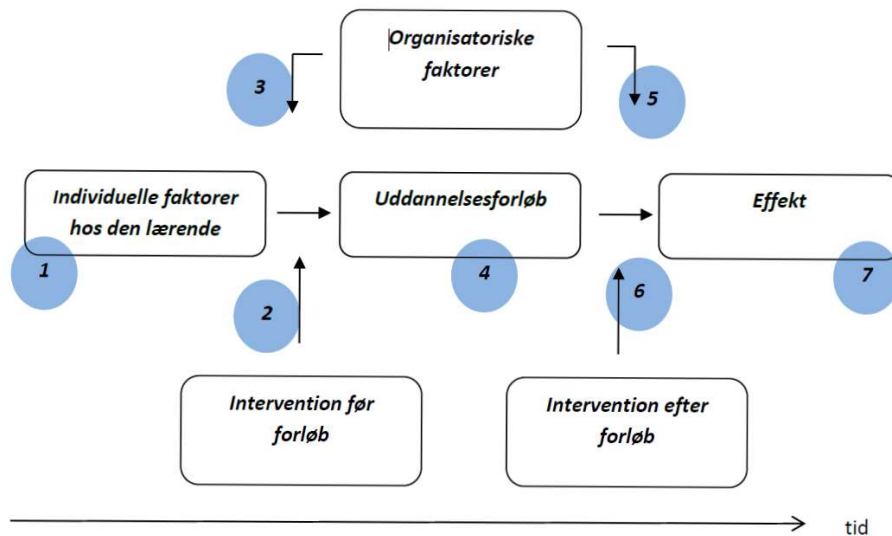 Organisatoriske
faktorer
3
5
Individuelle faktorer
hos den lærende
Uddannelsesforløb
Effekt
1
4
7
2
6
Intervention før
forløb
Intervention efter
forløb
tid